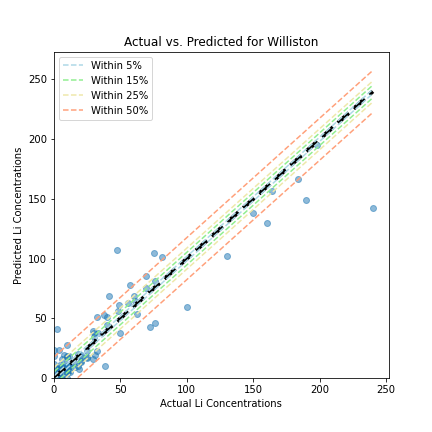 Actual vs. Predicted for Williston
Within 5%
Within 15%
Within 25%
Within 50%
Predicted Li Concentrations
250
200
150
100
50
0
0 50 100 150 200 250
Actual Li Concentrations